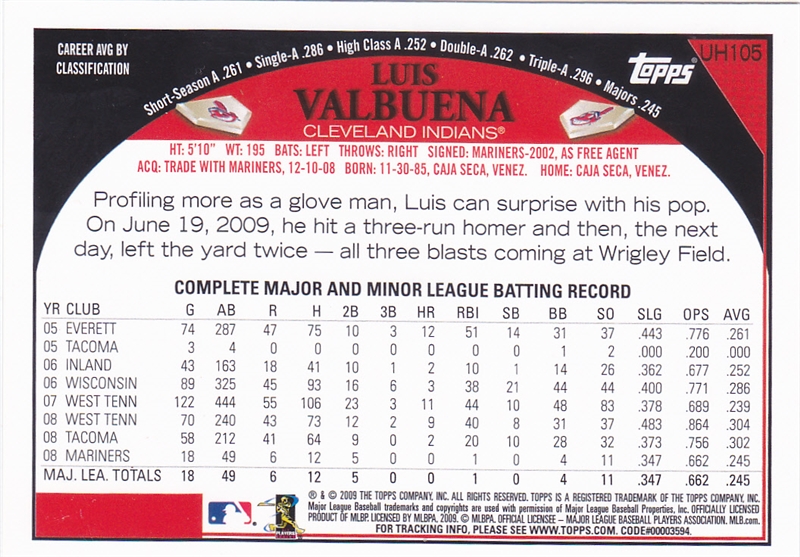 CAREER AVG BY
CLASSIFICATION
Short-Season A .261 • Single-A .286 • High Class A .252 • Double-A .262 • Triple-A .296 • Majors .245
topps
UH105
LUIS
VALBUENA
CLEVELAND INDIANS®
HT: 5'10" WT: 195 BATS: LEFT THROWS: RIGHT SIGNED: MARINERS-2002, AS FREE AGENT
ACQ: TRADE WITH MARINERS, 12-10-08 BORN: 11-30-85, CAJA SECA, VENEZ. HOME: CAJA SECA, VENEZ.
Profiling more as a glove man, Luis can surprise with his pop.
On June 19, 2009, he hit a three-run homer and then, the next
day, left the yard twice — all three blasts coming at Wrigley Field.
COMPLETE MAJOR AND MINOR LEAGUE BATTING RECORD
YR CLUB G AB R H 2B 3B HR RBI SB BB SO SLG OPS AVG
05 EVERETT 74 287 47 75 10 3 12 51 14 31 37 .443 .776 .261
05 TACOMA 3 4 0 0 0 0 0 0 0 1 2 .000 .200 .000
06 INLAND 43 163 18 41 10 1 2 10 1 14 26 .362 .677 .252
06 WISCONSIN 89 325 45 93 16 6 3 38 21 44 44 .400 .771 .286
07 WEST TENN 122 444 55 106 23 3 11 44 10 48 83 .378 .689 .239
08 WEST TENN 70 240 43 73 12 2 9 40 8 31 37 .483 .864 .304
08 TACOMA 58 212 41 64 9 0 2 20 10 28 32 .373 .756 .302
08 MARINERS 18 49 6 12 5 0 0 1 0 4 11 .347 .662 .245
MAJ. LEA. TOTALS 18 49 6 12 5 0 0 1 0 4 11 .347 .662 .245
® & © 2009 THE TOPPS COMPANY, INC. ALL RIGHTS RESERVED. TOPPS IS A REGISTERED TRADEMARK OF THE TOPPS COMPANY, INC.
Major League Baseball trademarks and copyrights are used with permission of Major League Baseball Properties, Inc. OFFICIALLY LICENSED
PRODUCT OF MLBP. LICENSED BY MLBPA, 2009. © MLBPA. OFFICIAL LICENSEE – MAJOR LEAGUE BASEBALL PLAYERS ASSOCIATION. MLB.com
FOR TRACKING INFO, PLEASE SEE WWW.TOPPS.COM. CODE#00003594.